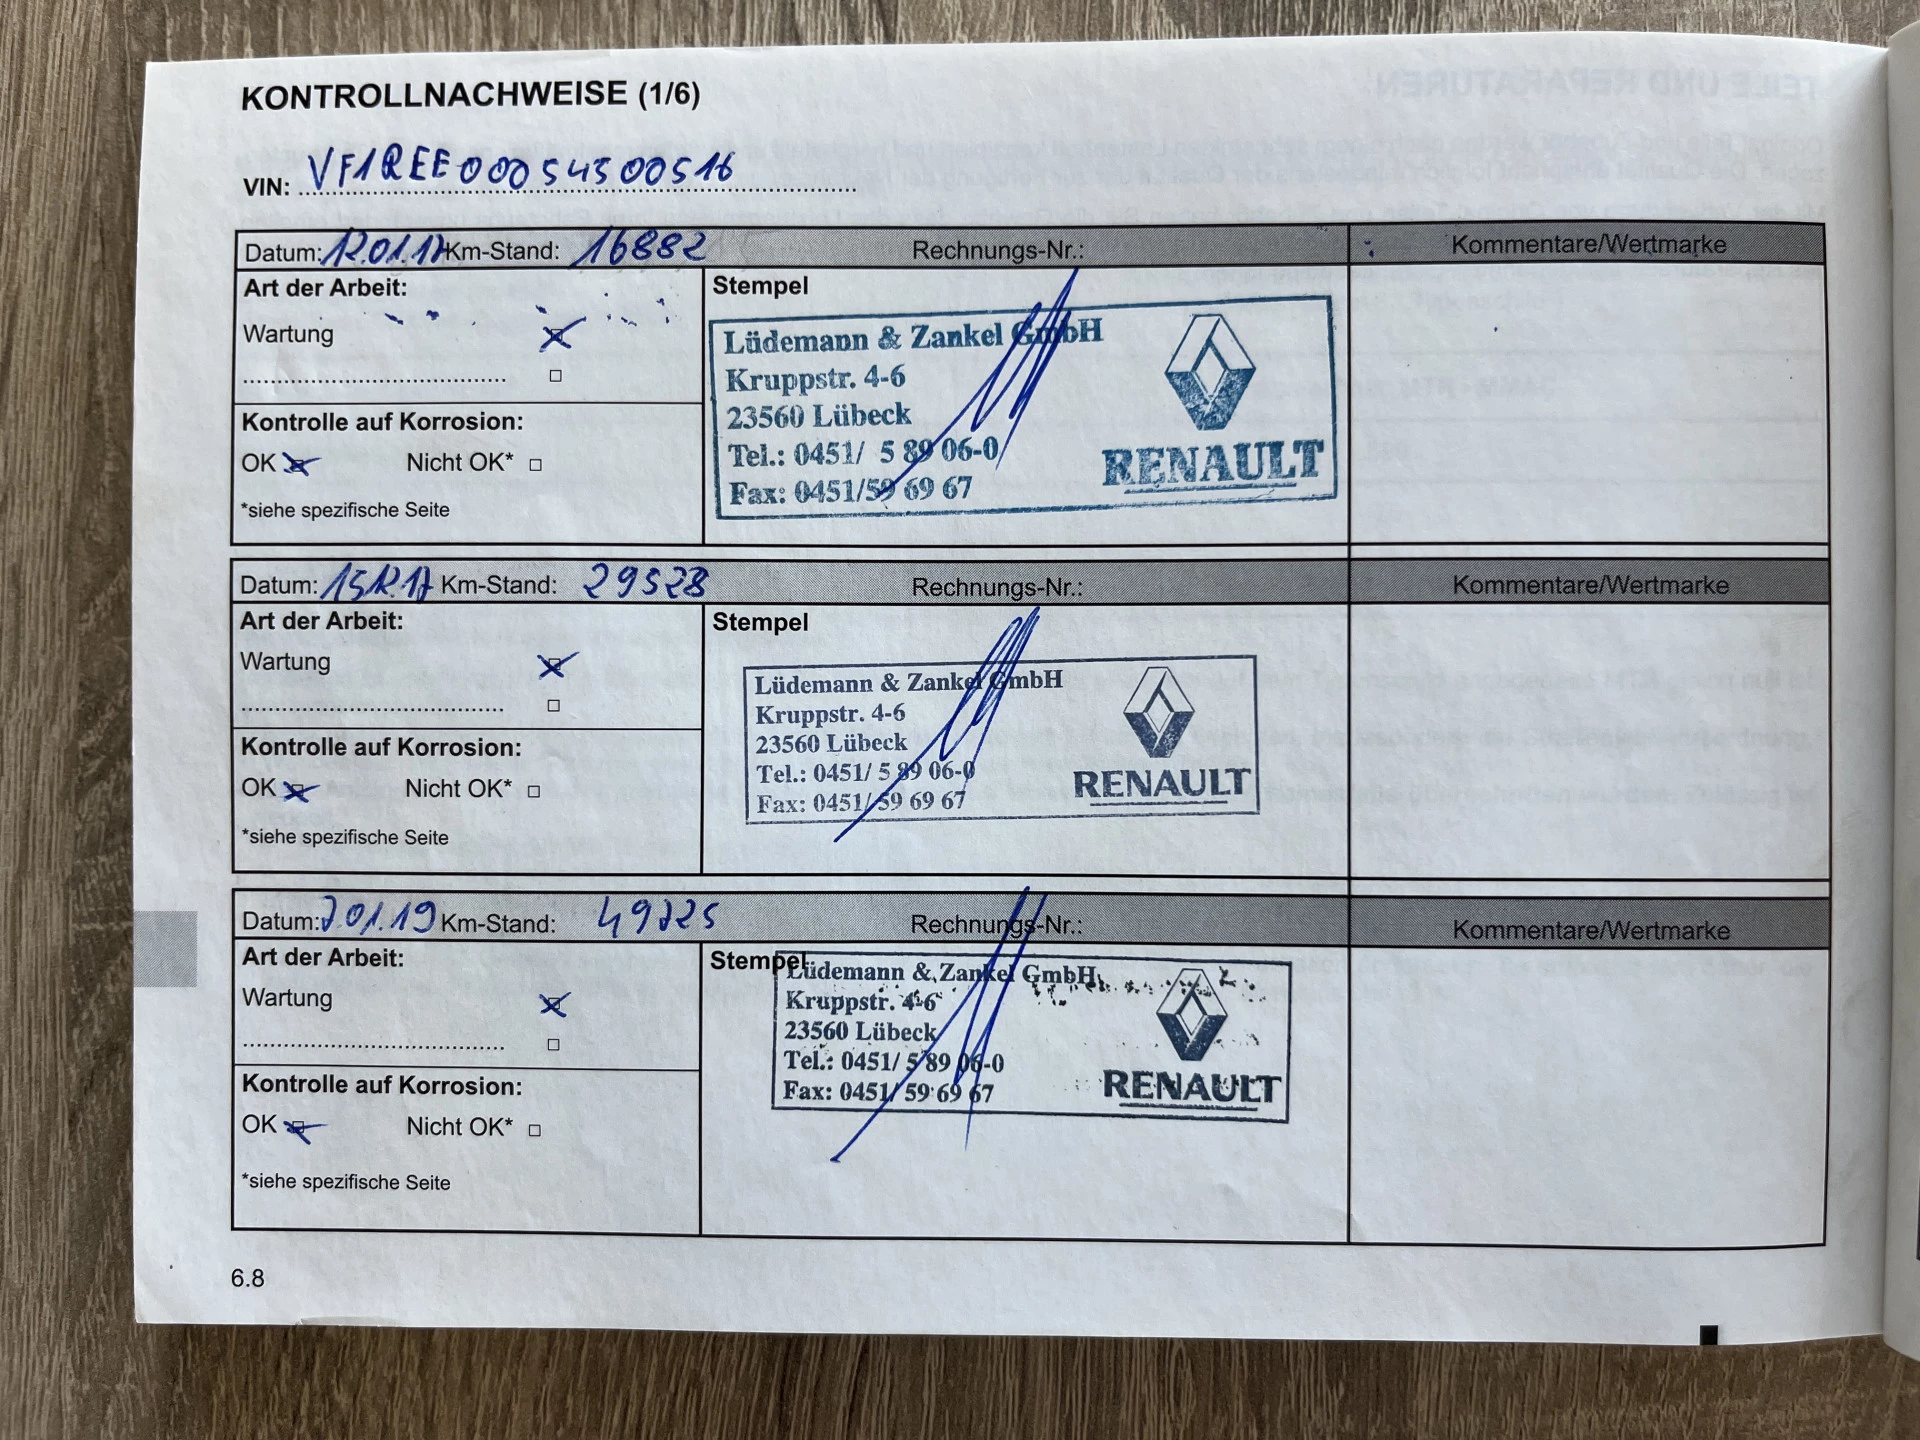 KONTROLLNACHWEISE (1/6)
VIN: VF1REE00054500516
Datum: 12.01.17 Km-Stand: 16882 Rechnungs-Nr.: Kommentare/Wertmarke
Art der Arbeit: Stempel
Wartung
Kontrolle auf Korrosion:
OK Nicht OK*
*siehe spezifische Seite
Lüdemann & Zankel GmbH
Kruppstr. 4-6
23560 Lübeck
Tel.: 0451/ 5 89 06-0
Fax: 0451/59 69 67
RENAULT
Datum: 15.12.17 Km-Stand: 29528 Rechnungs-Nr.: Kommentare/Wertmarke
Art der Arbeit: Stempel
Wartung
Kontrolle auf Korrosion:
OK Nicht OK*
*siehe spezifische Seite
Lüdemann & Zankel GmbH
Kruppstr. 4-6
23560 Lübeck
Tel.: 0451/ 5 89 06-0
Fax: 0451/59 69 67
RENAULT
Datum: 7.01.19 Km-Stand: Rechnungs-Nr.: Kommentare/Wertmarke
Art der Arbeit: Stempel
Wartung
Kontrolle auf Korrosion:
OK Nicht OK*
*siehe spezifische Seite
Lüdemann & Zankel GmbH
Kruppstr. 4-6
23560 Lübeck
Tel.: 0451/ 5 89 06-0
Fax: 0451/ 59 69 67
RENAULT
6.8